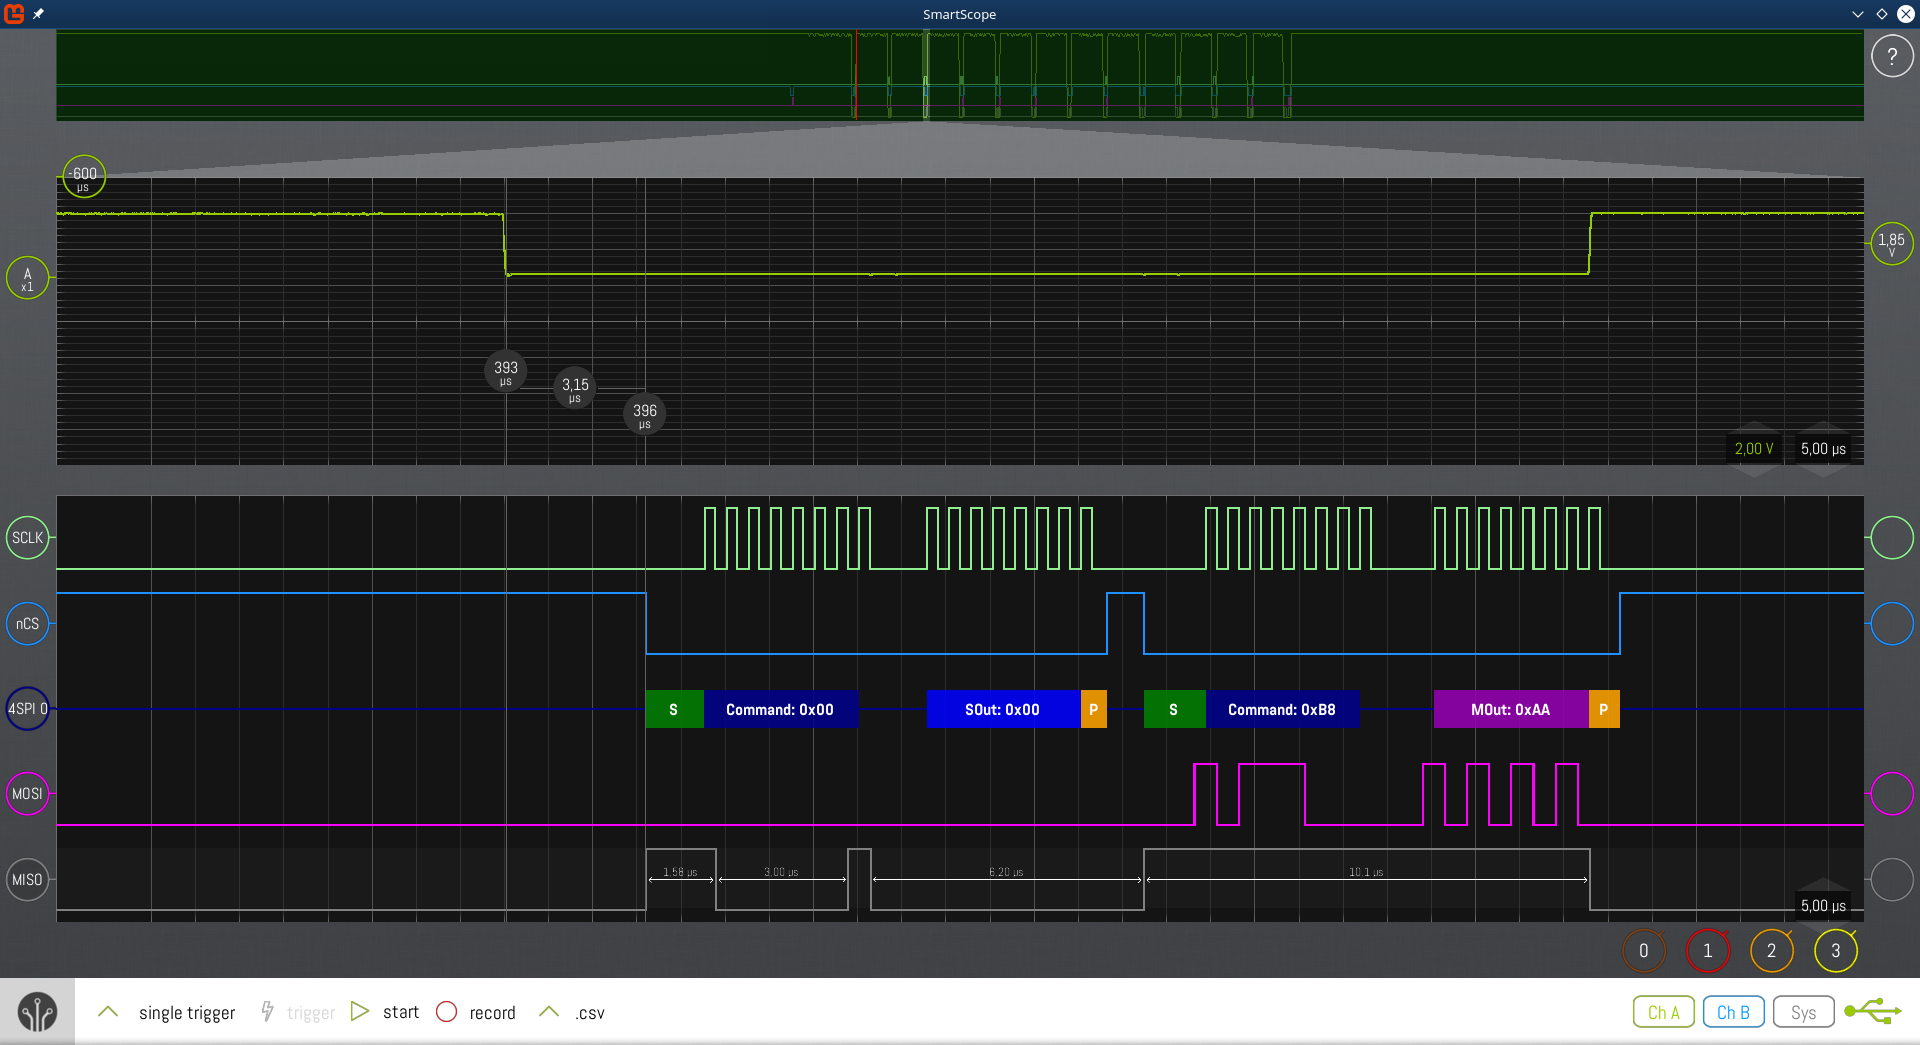 SmartScope
?
-600
µs
A
x1
1,85
V
393
µs
3,15
µs
396
µs
2,00 V
5,00 µs
SCLK
nCS
4SPI 0
S
Command: 0x00
SOut: 0x00
P
S
Command: 0xB8
MOut: 0xAA
P
MOSI
MISO
1,58 µs
3,00 µs
6,20 µs
10,1 µs
5,00 µs
0
1
2
3
single trigger
trigger
start
record
.csv
Ch A
Ch B
Sys